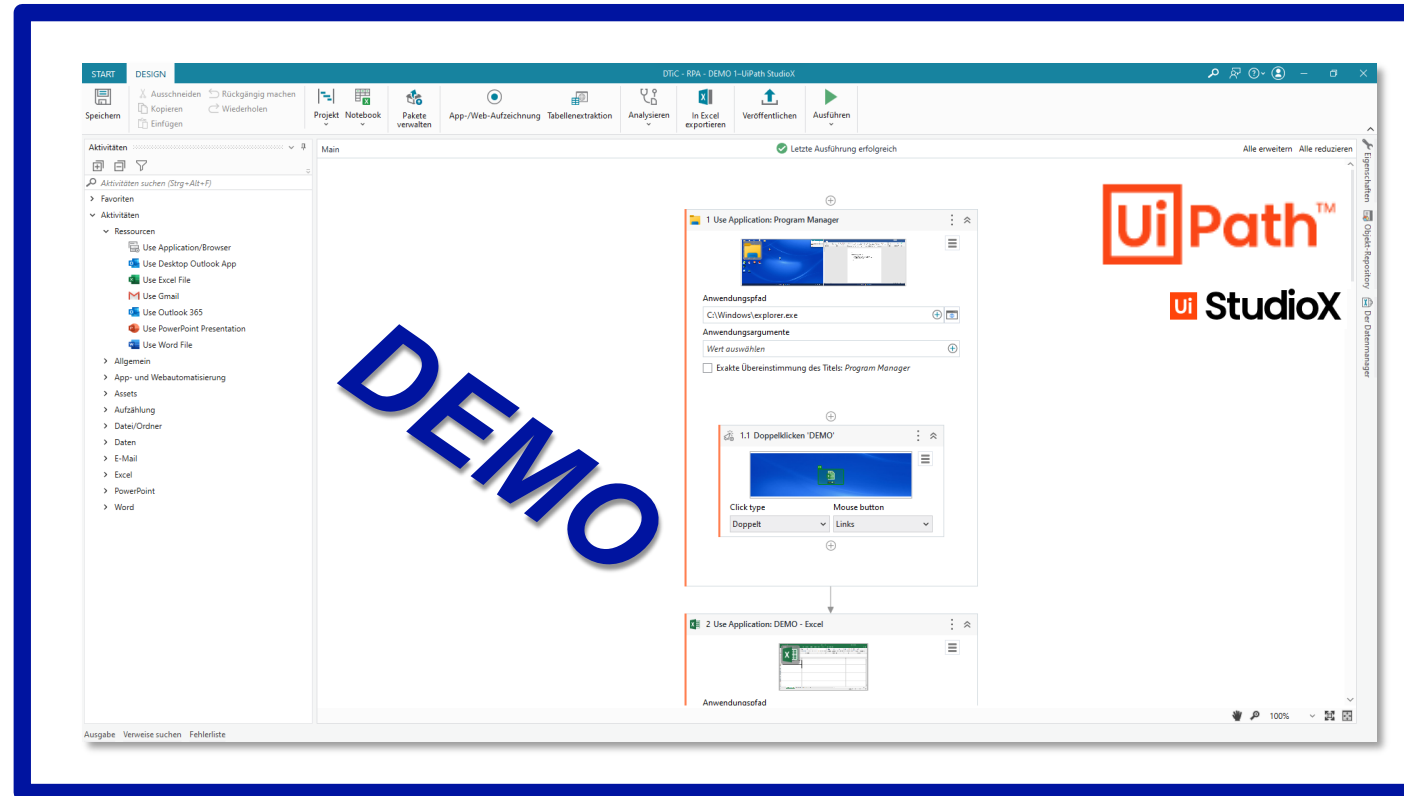 START DESIGN DTiC - RPA - DEMO 1–UiPath StudioX
Speichern
Ausschneiden Rückgängig machen
Kopieren Wiederholen
Einfügen
Projekt Notebook
Pakete verwalten
App-/Web-Aufzeichnung Tabellenextraktion
Analysieren
In Excel exportieren
Veröffentlichen
Ausführen
Aktivitäten
Aktivitäten suchen (Strg+Alt+F)
Favoriten
Aktivitäten
Ressourcen
Use Application/Browser
Use Desktop Outlook App
Use Excel File
Use Gmail
Use Outlook 365
Use PowerPoint Presentation
Use Word File
Allgemein
App- und Webautomatisierung
Assets
Aufzählung
Datei/Ordner
Daten
E-Mail
Excel
PowerPoint
Word
Main Letzte Ausführung erfolgreich Alle erweitern Alle reduzieren
1 Use Application: Program Manager
Anwendungspfad
C:\Windows\explorer.exe
Anwendungsargumente
Wert auswählen
Exakte Übereinstimmung des Titels: Program Manager
1.1 Doppelklicken 'DEMO'
Click type Mouse button
Doppelt Links
2 Use Application: DEMO - Excel
Anwendungspfad
DEMO
Ui Path™
Ui StudioX
Eigenschaften
Objekt-Repository
Der Datenmanager
100%
Ausgabe Verweise suchen Fehlerliste